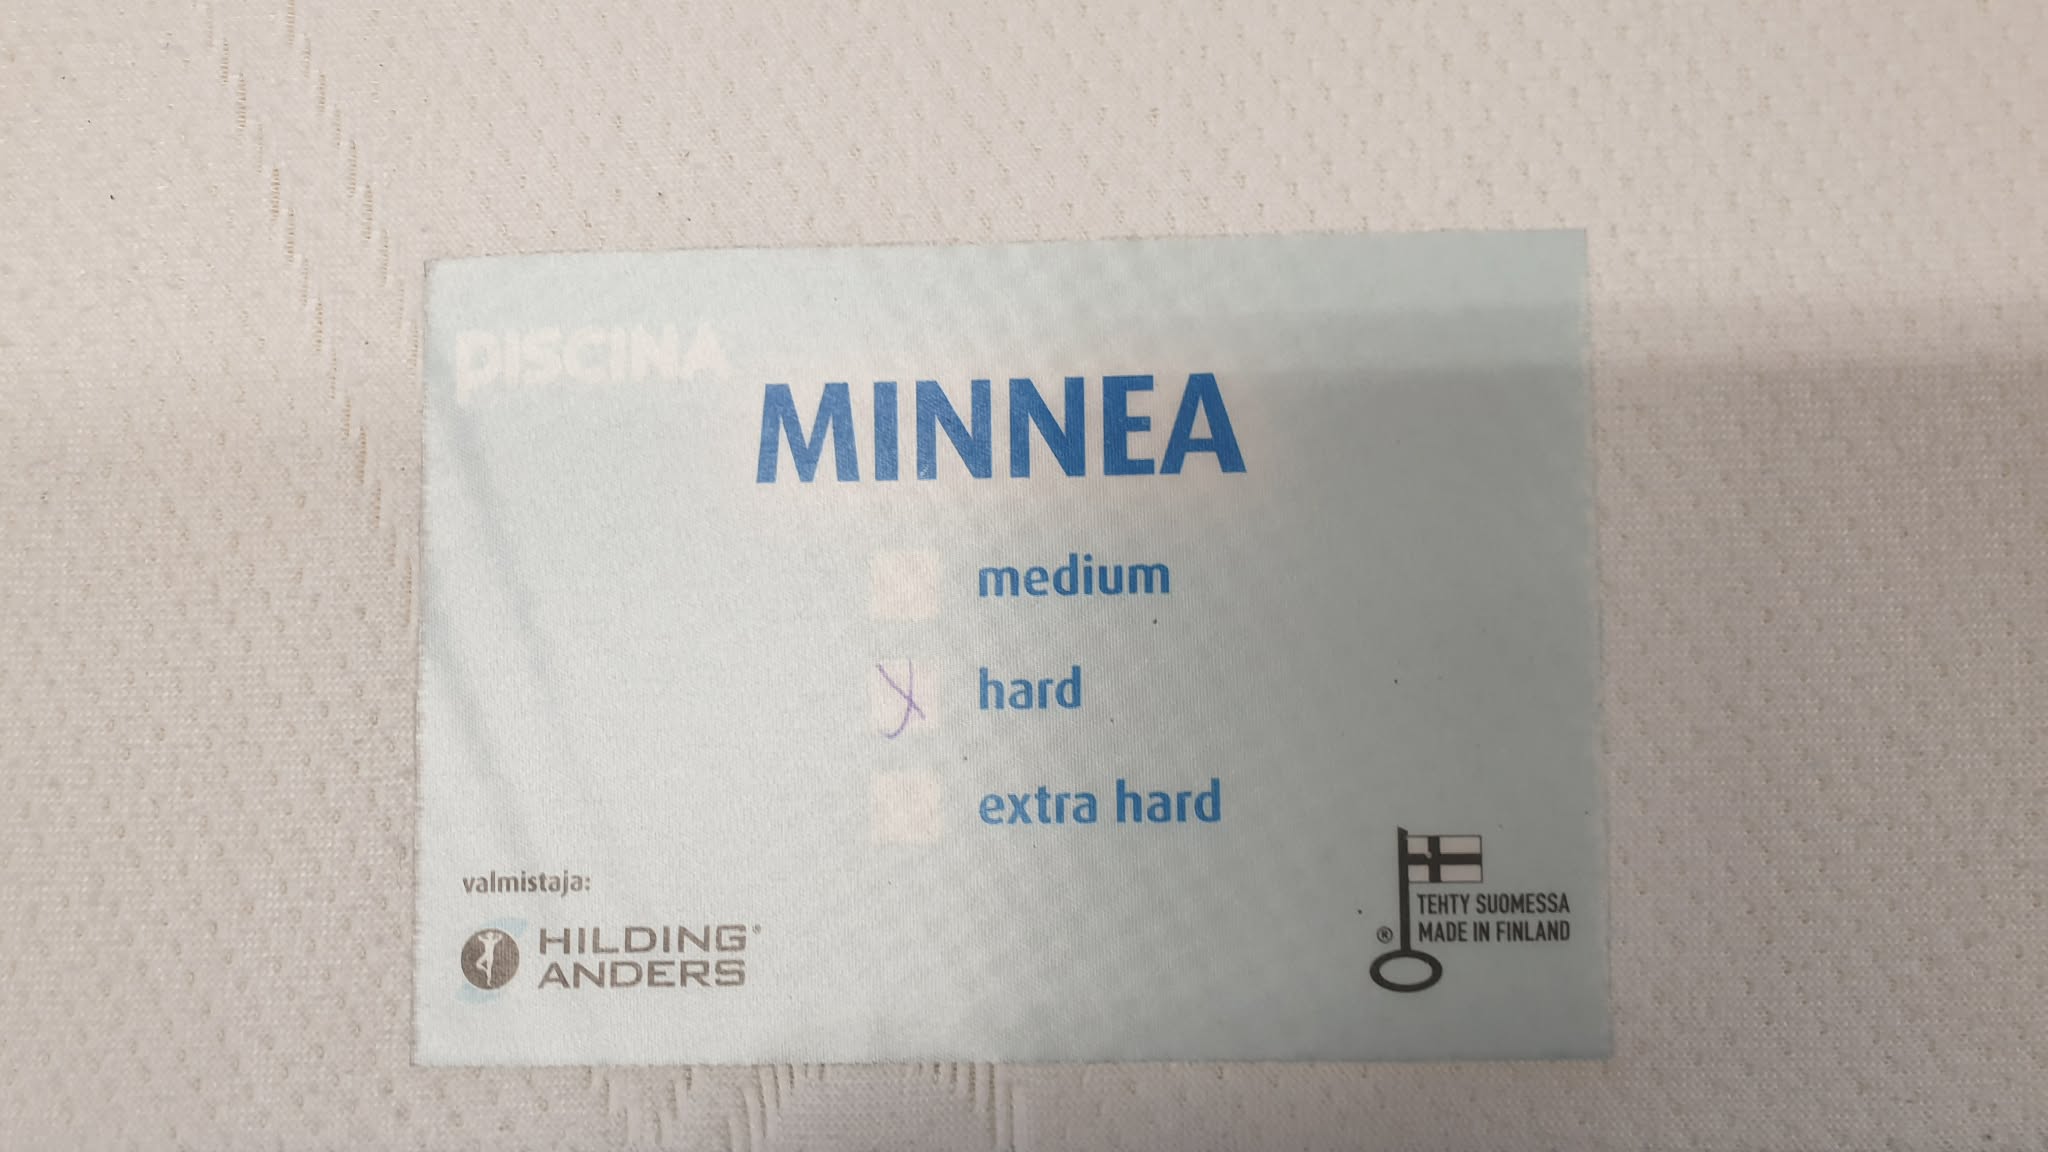 PISCINA
MINNEA
medium
hard
extra hard
valmistaja:
HILDING®
ANDERS
TEHTY SUOMESSA
® MADE IN FINLAND